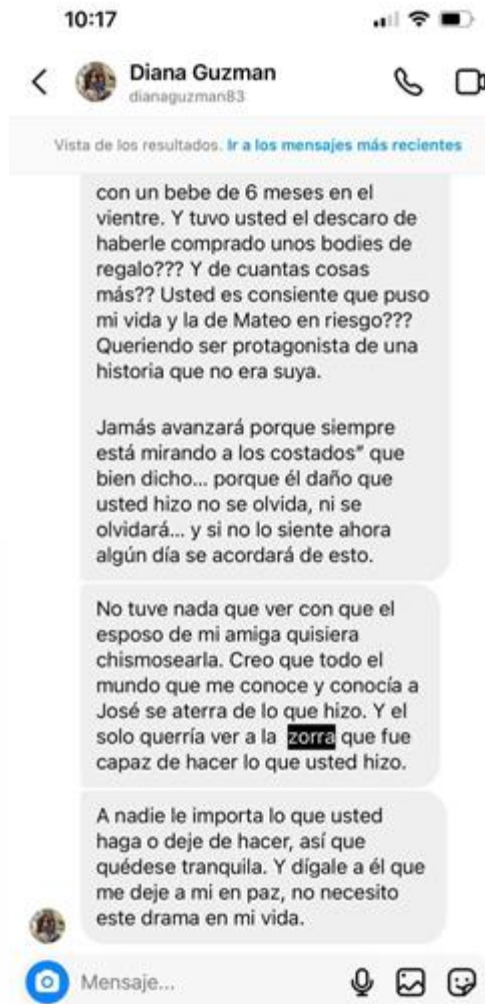 10:17
Diana Guzman
dianaguzman83
Vista de los resultados. Ir a los mensajes más recientes
con un bebe de 6 meses en el
vientre. Y tuvo usted el descaro de
haberle comprado unos bodies de
regalo??? Y de cuantas cosas
más?? Usted es consiente que puso
mi vida y la de Mateo en riesgo???
Queriendo ser protagonista de una
historia que no era suya.
Jamás avanzará porque siempre
está mirando a los costados" que
bien dicho... porque él daño que
usted hizo no se olvida, ni se
olvidará... y si no lo siente ahora
algún día se acordará de esto.
No tuve nada que ver con que el
esposo de mi amiga quisiera
chismosearla. Creo que todo el
mundo que me conoce y conocía a
José se aterra de lo que hizo. Y el
solo querría ver a la zorra que fue
capaz de hacer lo que usted hizo.
A nadie le importa lo que usted
haga o deje de hacer, así que
quédese tranquila. Y dígale a él que
me deje a mi en paz, no necesito
este drama en mi vida.
Mensaje...